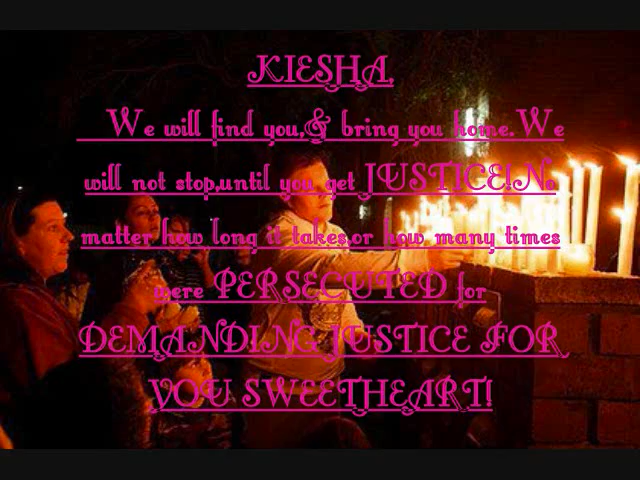 KIESHA,
We will find you,& bring you home.We
will not stop,until you get JUSTICE!No
matter how long it takes,or how many times
were PERSECUTED for
DEMANDING JUSTICE FOR
YOU SWEETHEART!